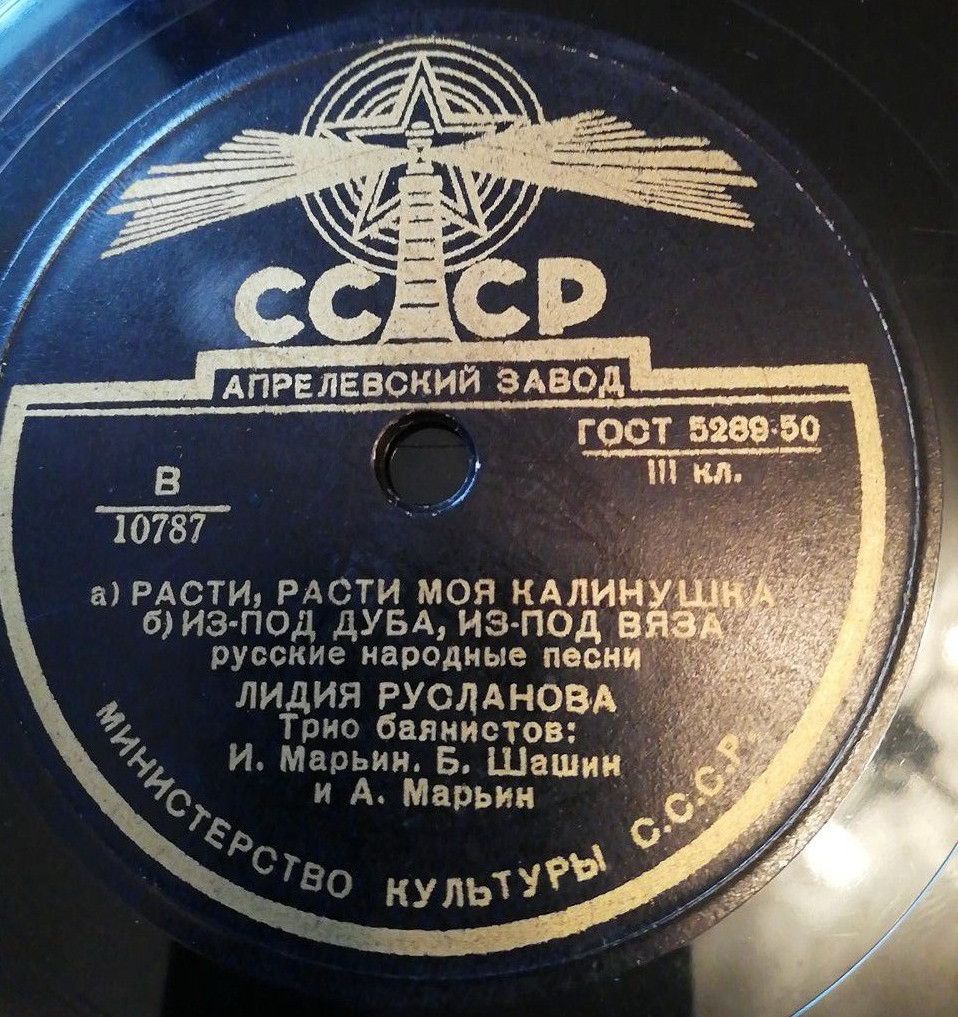 СССР
АПРЕЛЕВСКИЙ ЗАВОД
ГОСТ 5289-50
III кл.
В
10787
а) РАСТИ, РАСТИ МОЯ КАЛИНУШКА
б) ИЗ-ПОД ДУБА, ИЗ-ПОД ВЯЗА
русские народные песни
ЛИДИЯ РУСЛАНОВА
Трио баянистов:
И. Марьин. Б. Шашин
и А. Марьин
МИНИСТЕРСТВО КУЛЬТУРЫ С.С.С.Р.